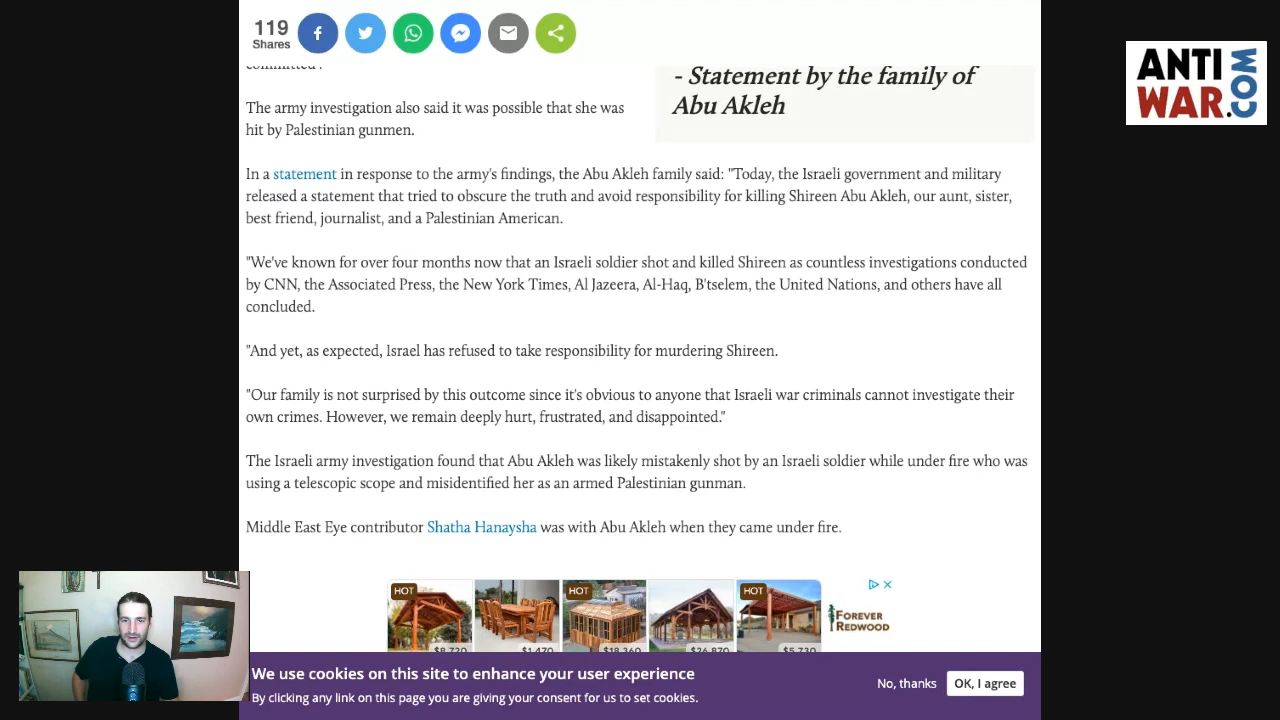 119
Shares
ANTI
WAR.COM
committed".
- Statement by the family of
Abu Akleh
The army investigation also said it was possible that she was
hit by Palestinian gunmen.
In a statement in response to the army's findings, the Abu Akleh family said: "Today, the Israeli government and military
released a statement that tried to obscure the truth and avoid responsibility for killing Shireen Abu Akleh, our aunt, sister,
best friend, journalist, and a Palestinian American.
"We've known for over four months now that an Israeli soldier shot and killed Shireen as countless investigations conducted
by CNN, the Associated Press, the New York Times, Al Jazeera, Al-Haq, B'tselem, the United Nations, and others have all
concluded.
"And yet, as expected, Israel has refused to take responsibility for murdering Shireen.
"Our family is not surprised by this outcome since it's obvious to anyone that Israeli war criminals cannot investigate their
own crimes. However, we remain deeply hurt, frustrated, and disappointed."
The Israeli army investigation found that Abu Akleh was likely mistakenly shot by an Israeli soldier while under fire who was
using a telescopic scope and misidentified her as an armed Palestinian gunman.
Middle East Eye contributor Shatha Hanaysha was with Abu Akleh when they came under fire.
HOT
HOT
HOT
FOREVER
REDWOOD
$8,720
$1,470
$18,360
$26,870
$5,730
We use cookies on this site to enhance your user experience
By clicking any link on this page you are giving your consent for us to set cookies.
No, thanks
OK, I agree